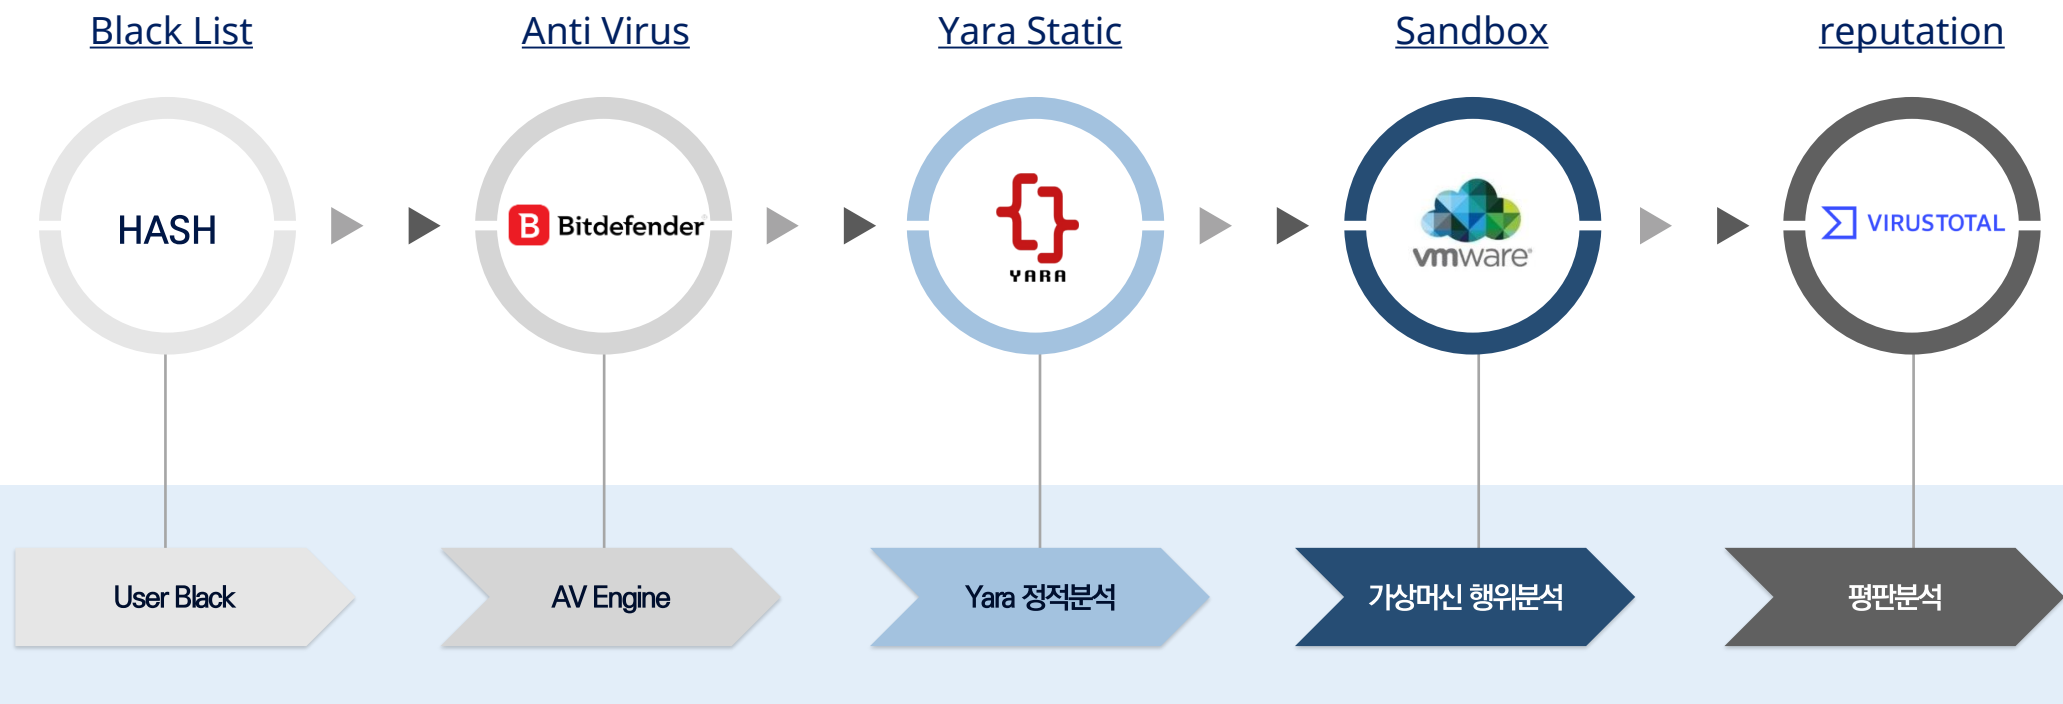 Black List
Anti Virus
Yara Static
Sandbox
reputation
HASH
B Bitdefender
YARA
vmware®
VIRUSTOTAL
User Black
AV Engine
Yara 정적분석
가상머신 행위분석
평판분석